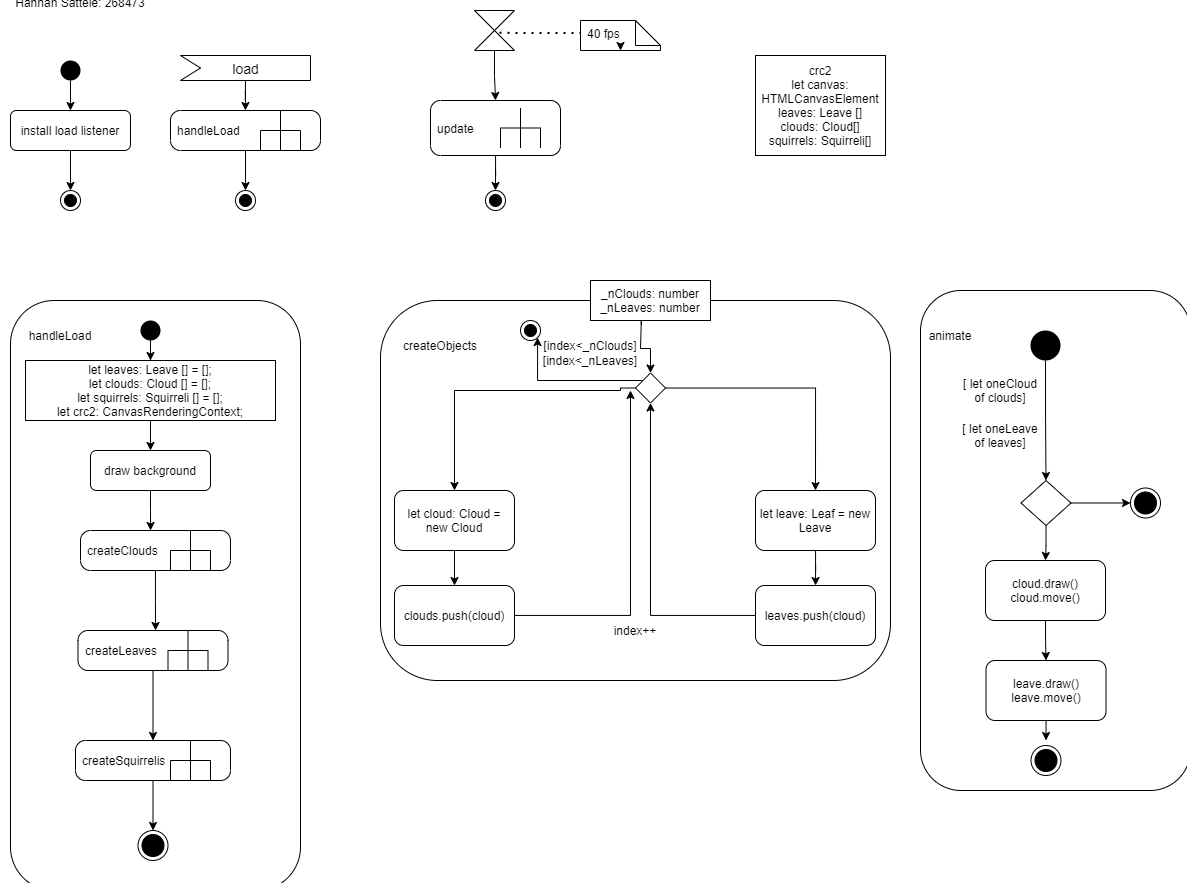 Hannah Sattele: 268473
40 fps
load
install load listener
handleLoad
update
crc2
let canvas:
HTMLCanvasElement
leaves: Leave []
clouds: Cloud[]
squirrels: Squirreli[]
handleLoad
let leaves: Leave [] = [];
let clouds: Cloud [] = [];
let squirrels: Squirreli [] = [];
let crc2: CanvasRenderingContext;
draw background
createClouds
createLeaves
createSquirrelis
_nClouds: number
_nLeaves: number
createObjects
[index<_nClouds]
[index<_nLeaves]
let cloud: Cloud =
new Cloud
let leave: Leaf = new
Leave
clouds.push(cloud)
leaves.push(cloud)
index++
animate
[ let oneCloud
of clouds]
[ let oneLeave
of leaves]
cloud.draw()
cloud.move()
leave.draw()
leave.move()